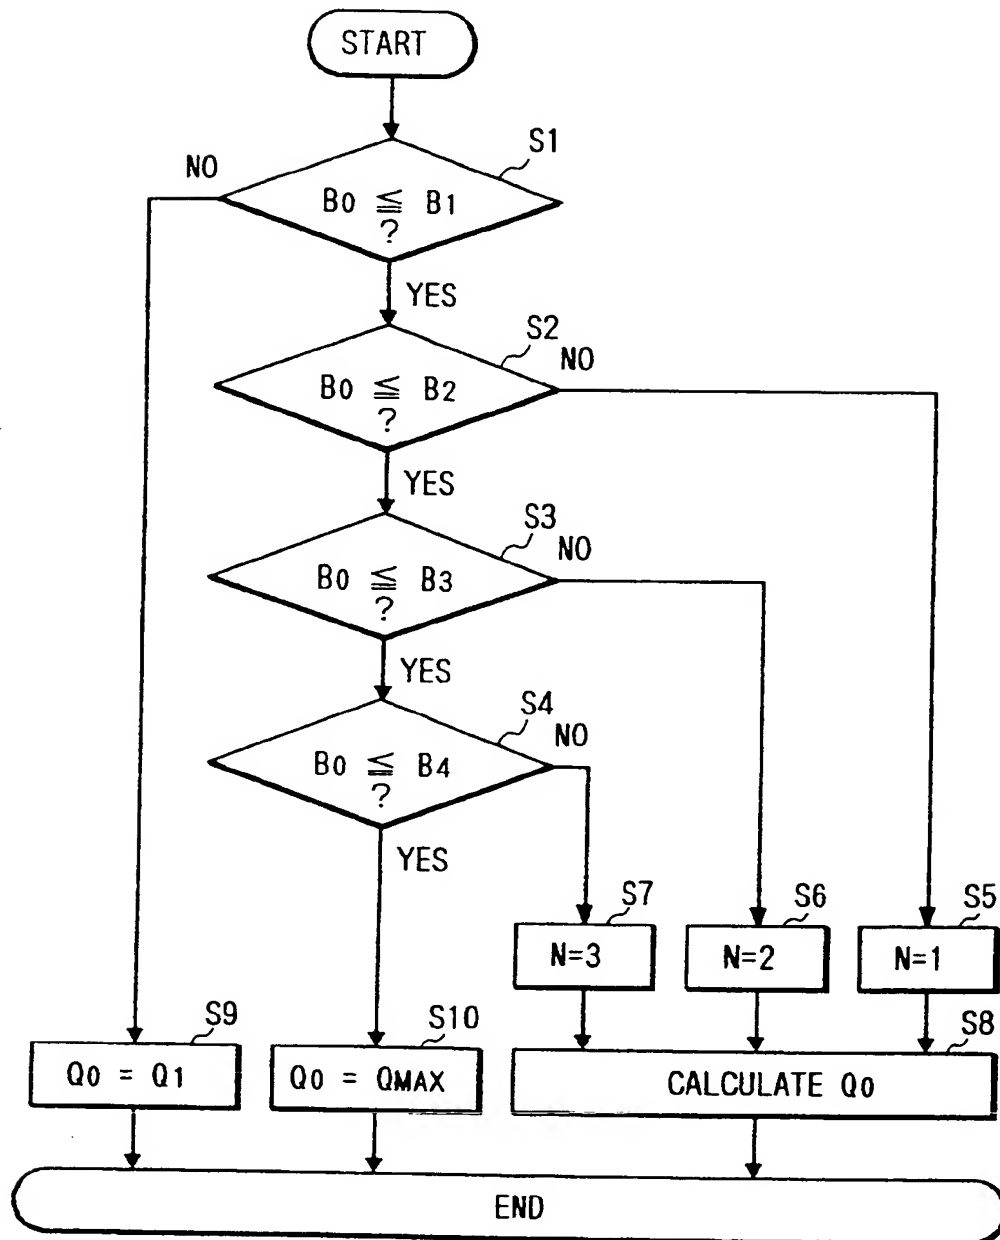 START
S1
NO
B0 ≦ B1
?
YES
S2
NO
B0 ≦ B2
?
YES
S3
NO
B0 ≦ B3
?
YES
S4
NO
B0 ≦ B4
?
YES
S7
S6
S5
N=3
N=2
N=1
S9
S10
S8
Q0 = Q1
Q0 = QMAX
CALCULATE Q0
END